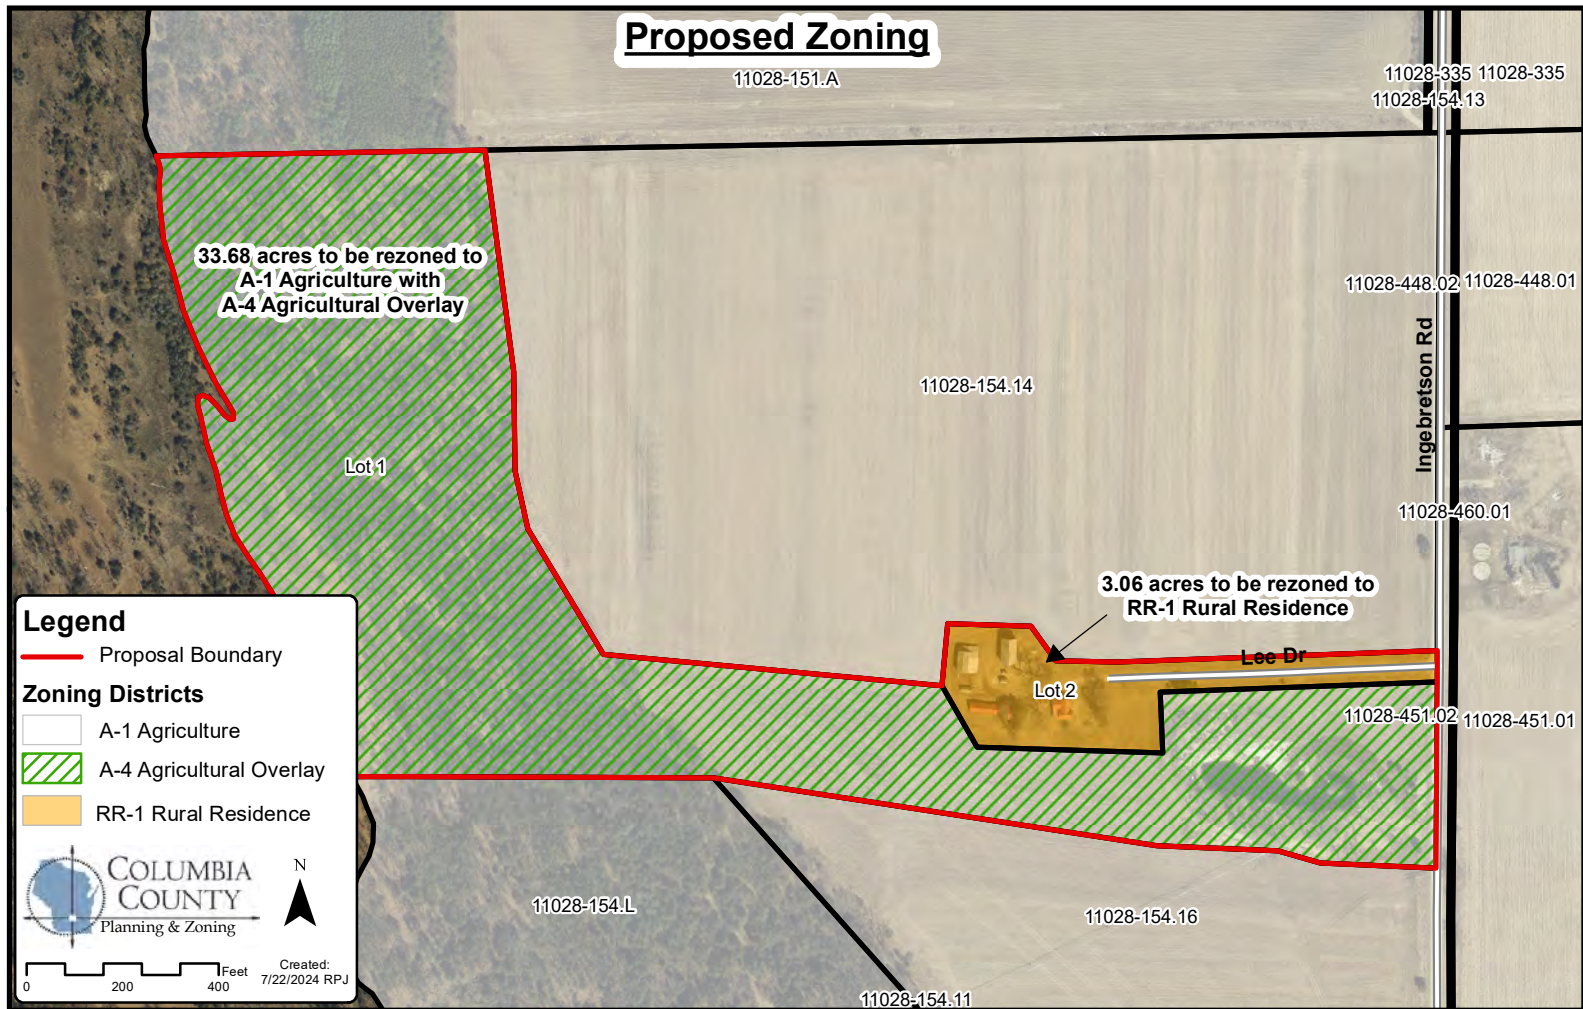 Proposed Zoning
11028-151.A
11028-335 11028-335
11028-154.13
33.68 acres to be rezoned to
A-1 Agriculture with
A-4 Agricultural Overlay
11028-448.02 11028-448.01
Ingebretson Rd
11028-154.14
Lot 1
11028-460.01
3.06 acres to be rezoned to
RR-1 Rural Residence
Lee Dr
Lot 2
11028-451.02 11028-451.01
Legend
Proposal Boundary
Zoning Districts
A-1 Agriculture
A-4 Agricultural Overlay
RR-1 Rural Residence
COLUMBIA
COUNTY
Planning & Zoning
N
Feet
0 200 400
Created:
7/22/2024 RPJ
11028-154.L
11028-154.16
11028-154.11